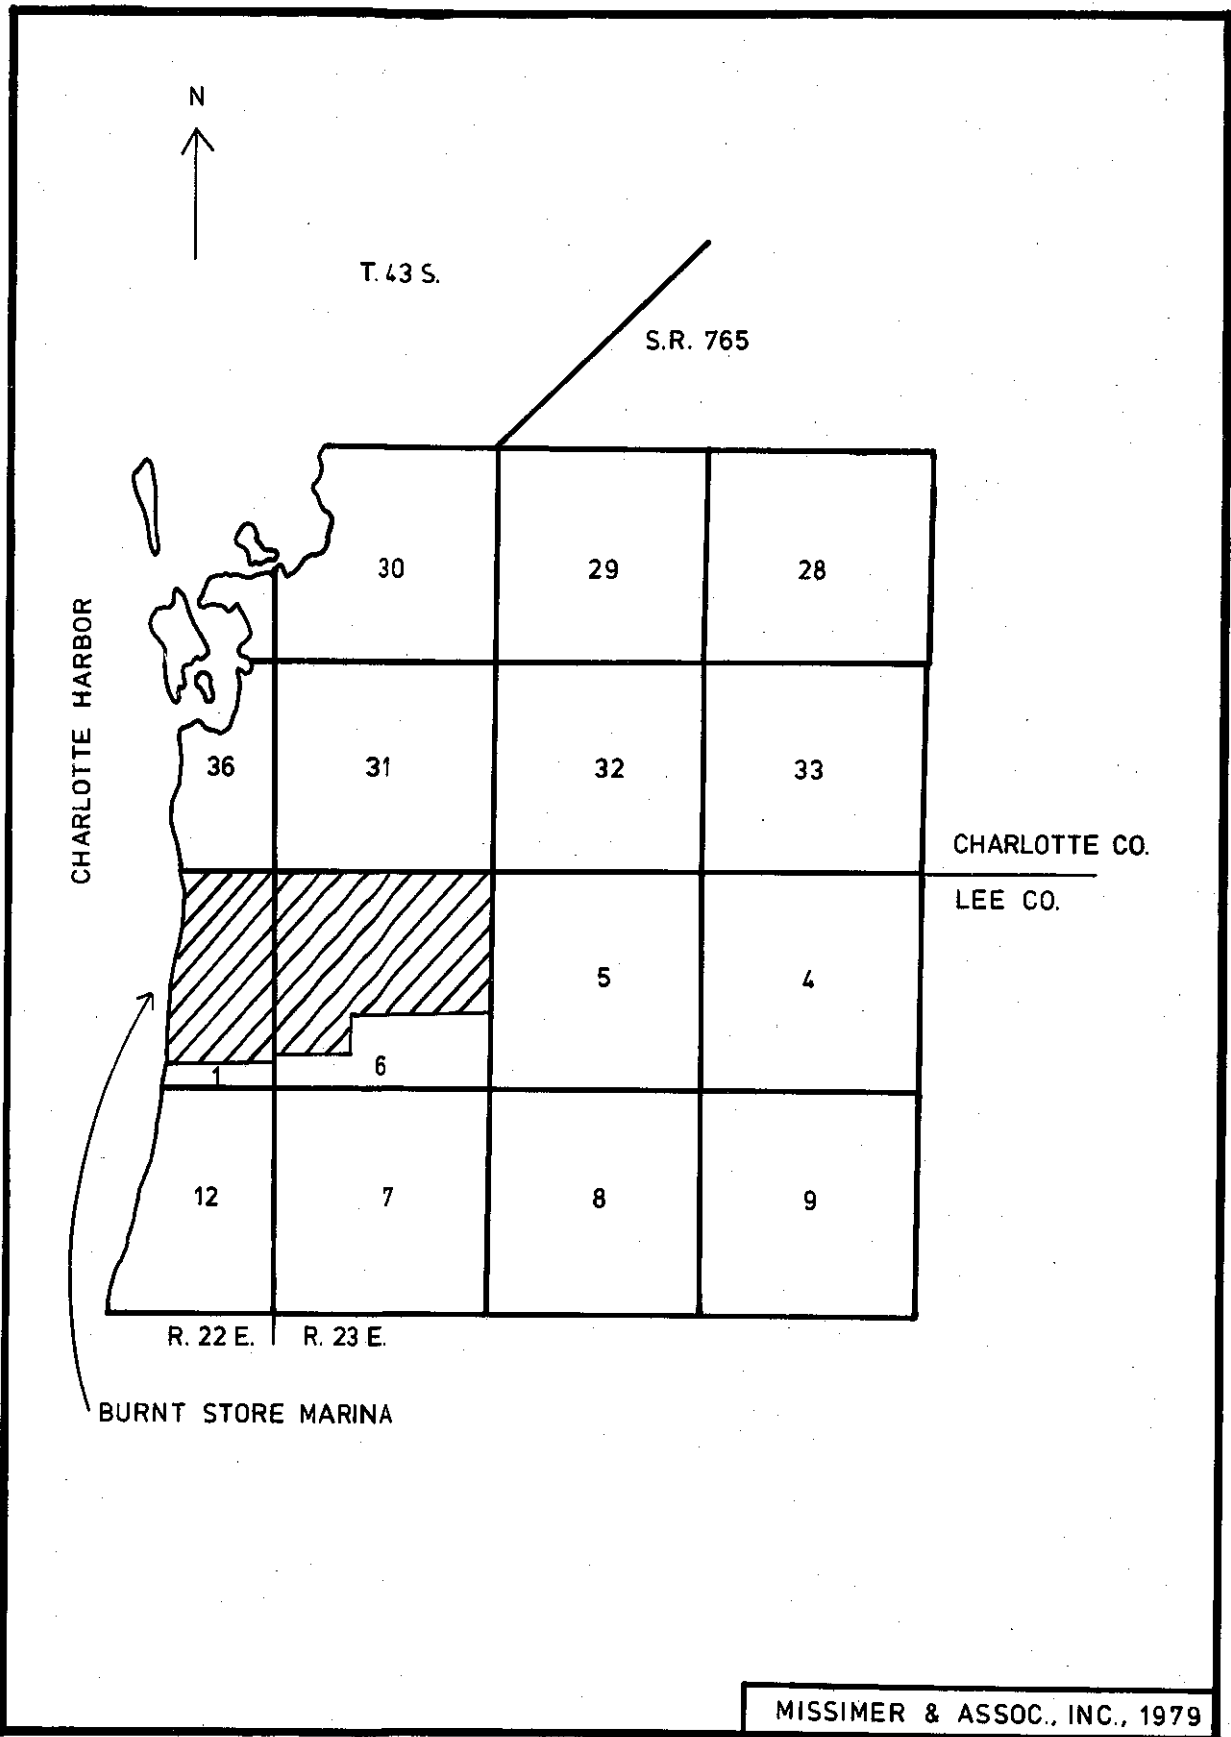 N
T. 43 S.
S.R. 765
30
29
28
CHARLOTTE HARBOR
36
31
32
33
CHARLOTTE CO.
LEE CO.
5
4
1
6
12
7
8
9
R. 22 E.
R. 23 E.
BURNT STORE MARINA
MISSIMER & ASSOC., INC., 1979